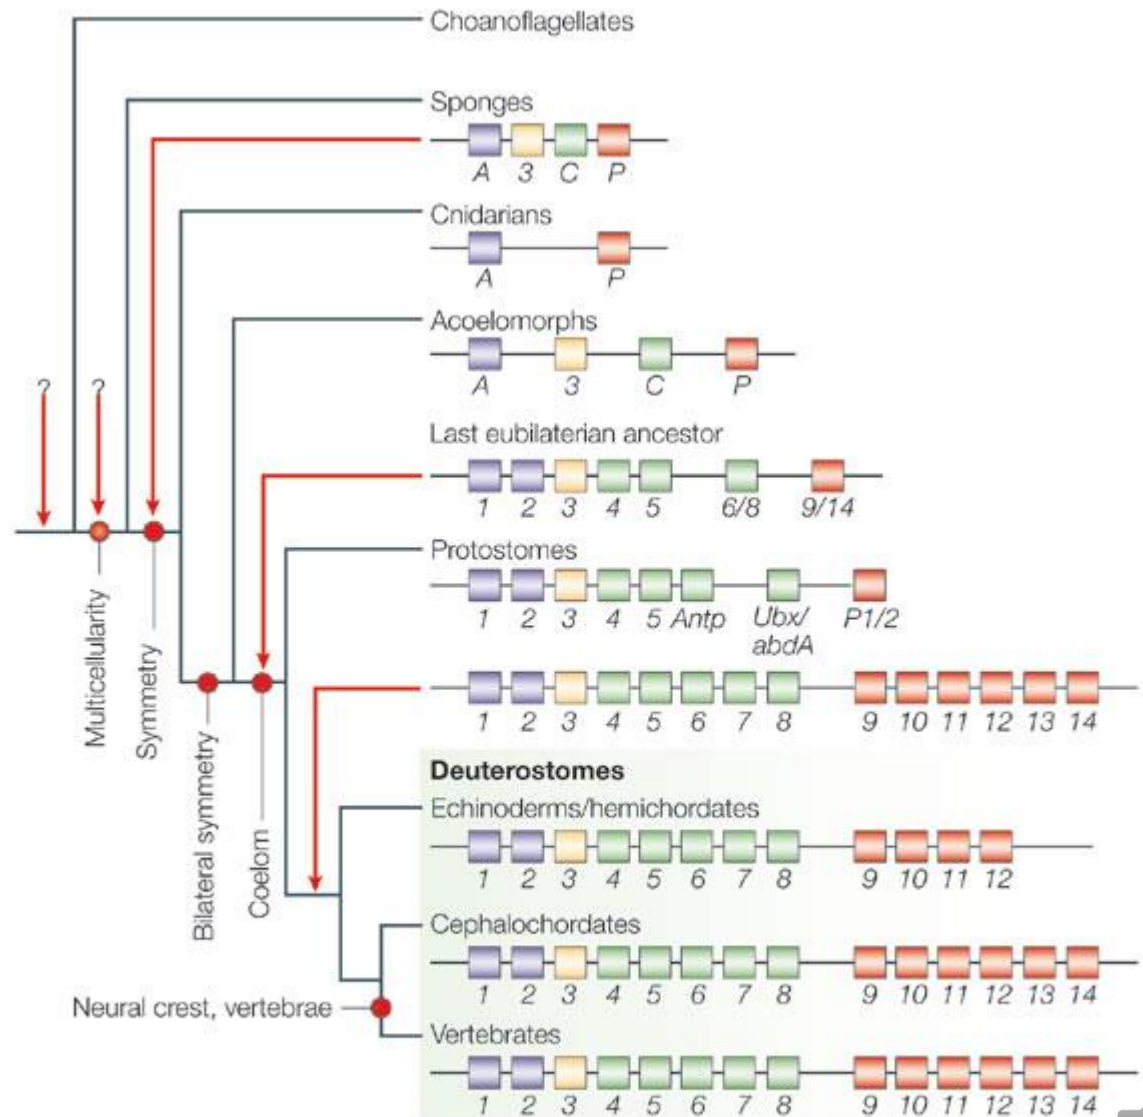 Choanoflagellates
Sponges
A 3 C P
Cnidarians
A P
Acoelomorphs
A 3 C P
? ?
Last eubilaterian ancestor
1 2 3 4 5 6/8 9/14
Protostomes
1 2 3 4 5 Antp Ubx/ P1/2
abdA
1 2 3 4 5 6 7 8 9 10 11 12 13 14
Multicellularity
Symmetry
Bilateral symmetry
Coelom
Deuterostomes
Echinoderms/hemichordates
1 2 3 4 5 6 7 8 9 10 11 12
Cephalochordates
1 2 3 4 5 6 7 8 9 10 11 12 13 14
Neural crest, vertebrae
Vertebrates
1 2 3 4 5 6 7 8 9 10 11 12 13 14